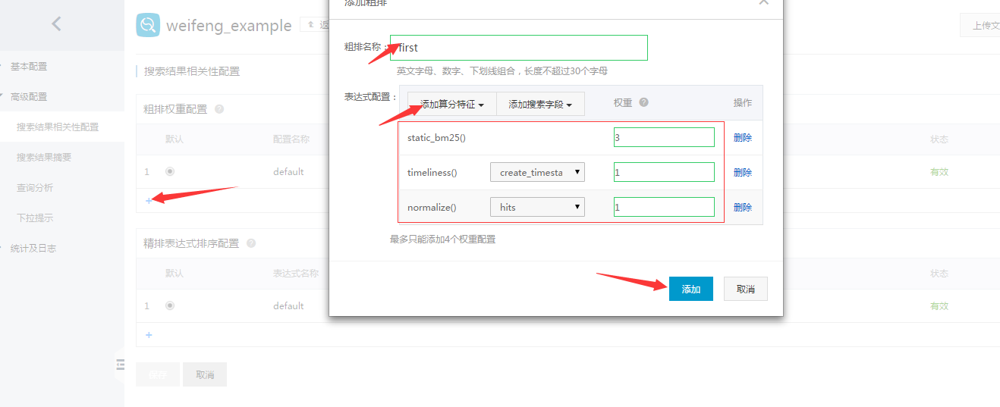 添加粗排
weifeng_example
返
上传文
基本配置
高级配置
搜索结果相关性配置
搜索结果摘要
查询分析
下拉提示
统计及日志
搜索结果相关性配置
粗排权重配置
默认 配置名称 状态
1 default 有效
+
精排表达式排序配置
默认 表达式名称 状态
1 default 有效
+
保存 取消
粗排名称： first
英文字母、数字、下划线组合，长度不超过30个字母
表达式配置： 添加算分特征 添加搜索字段 权重 操作
static_bm25() 3 删除
timeliness() create_timesta 1 删除
normalize() hits 1 删除
最多只能添加4个权重配置
添加 取消